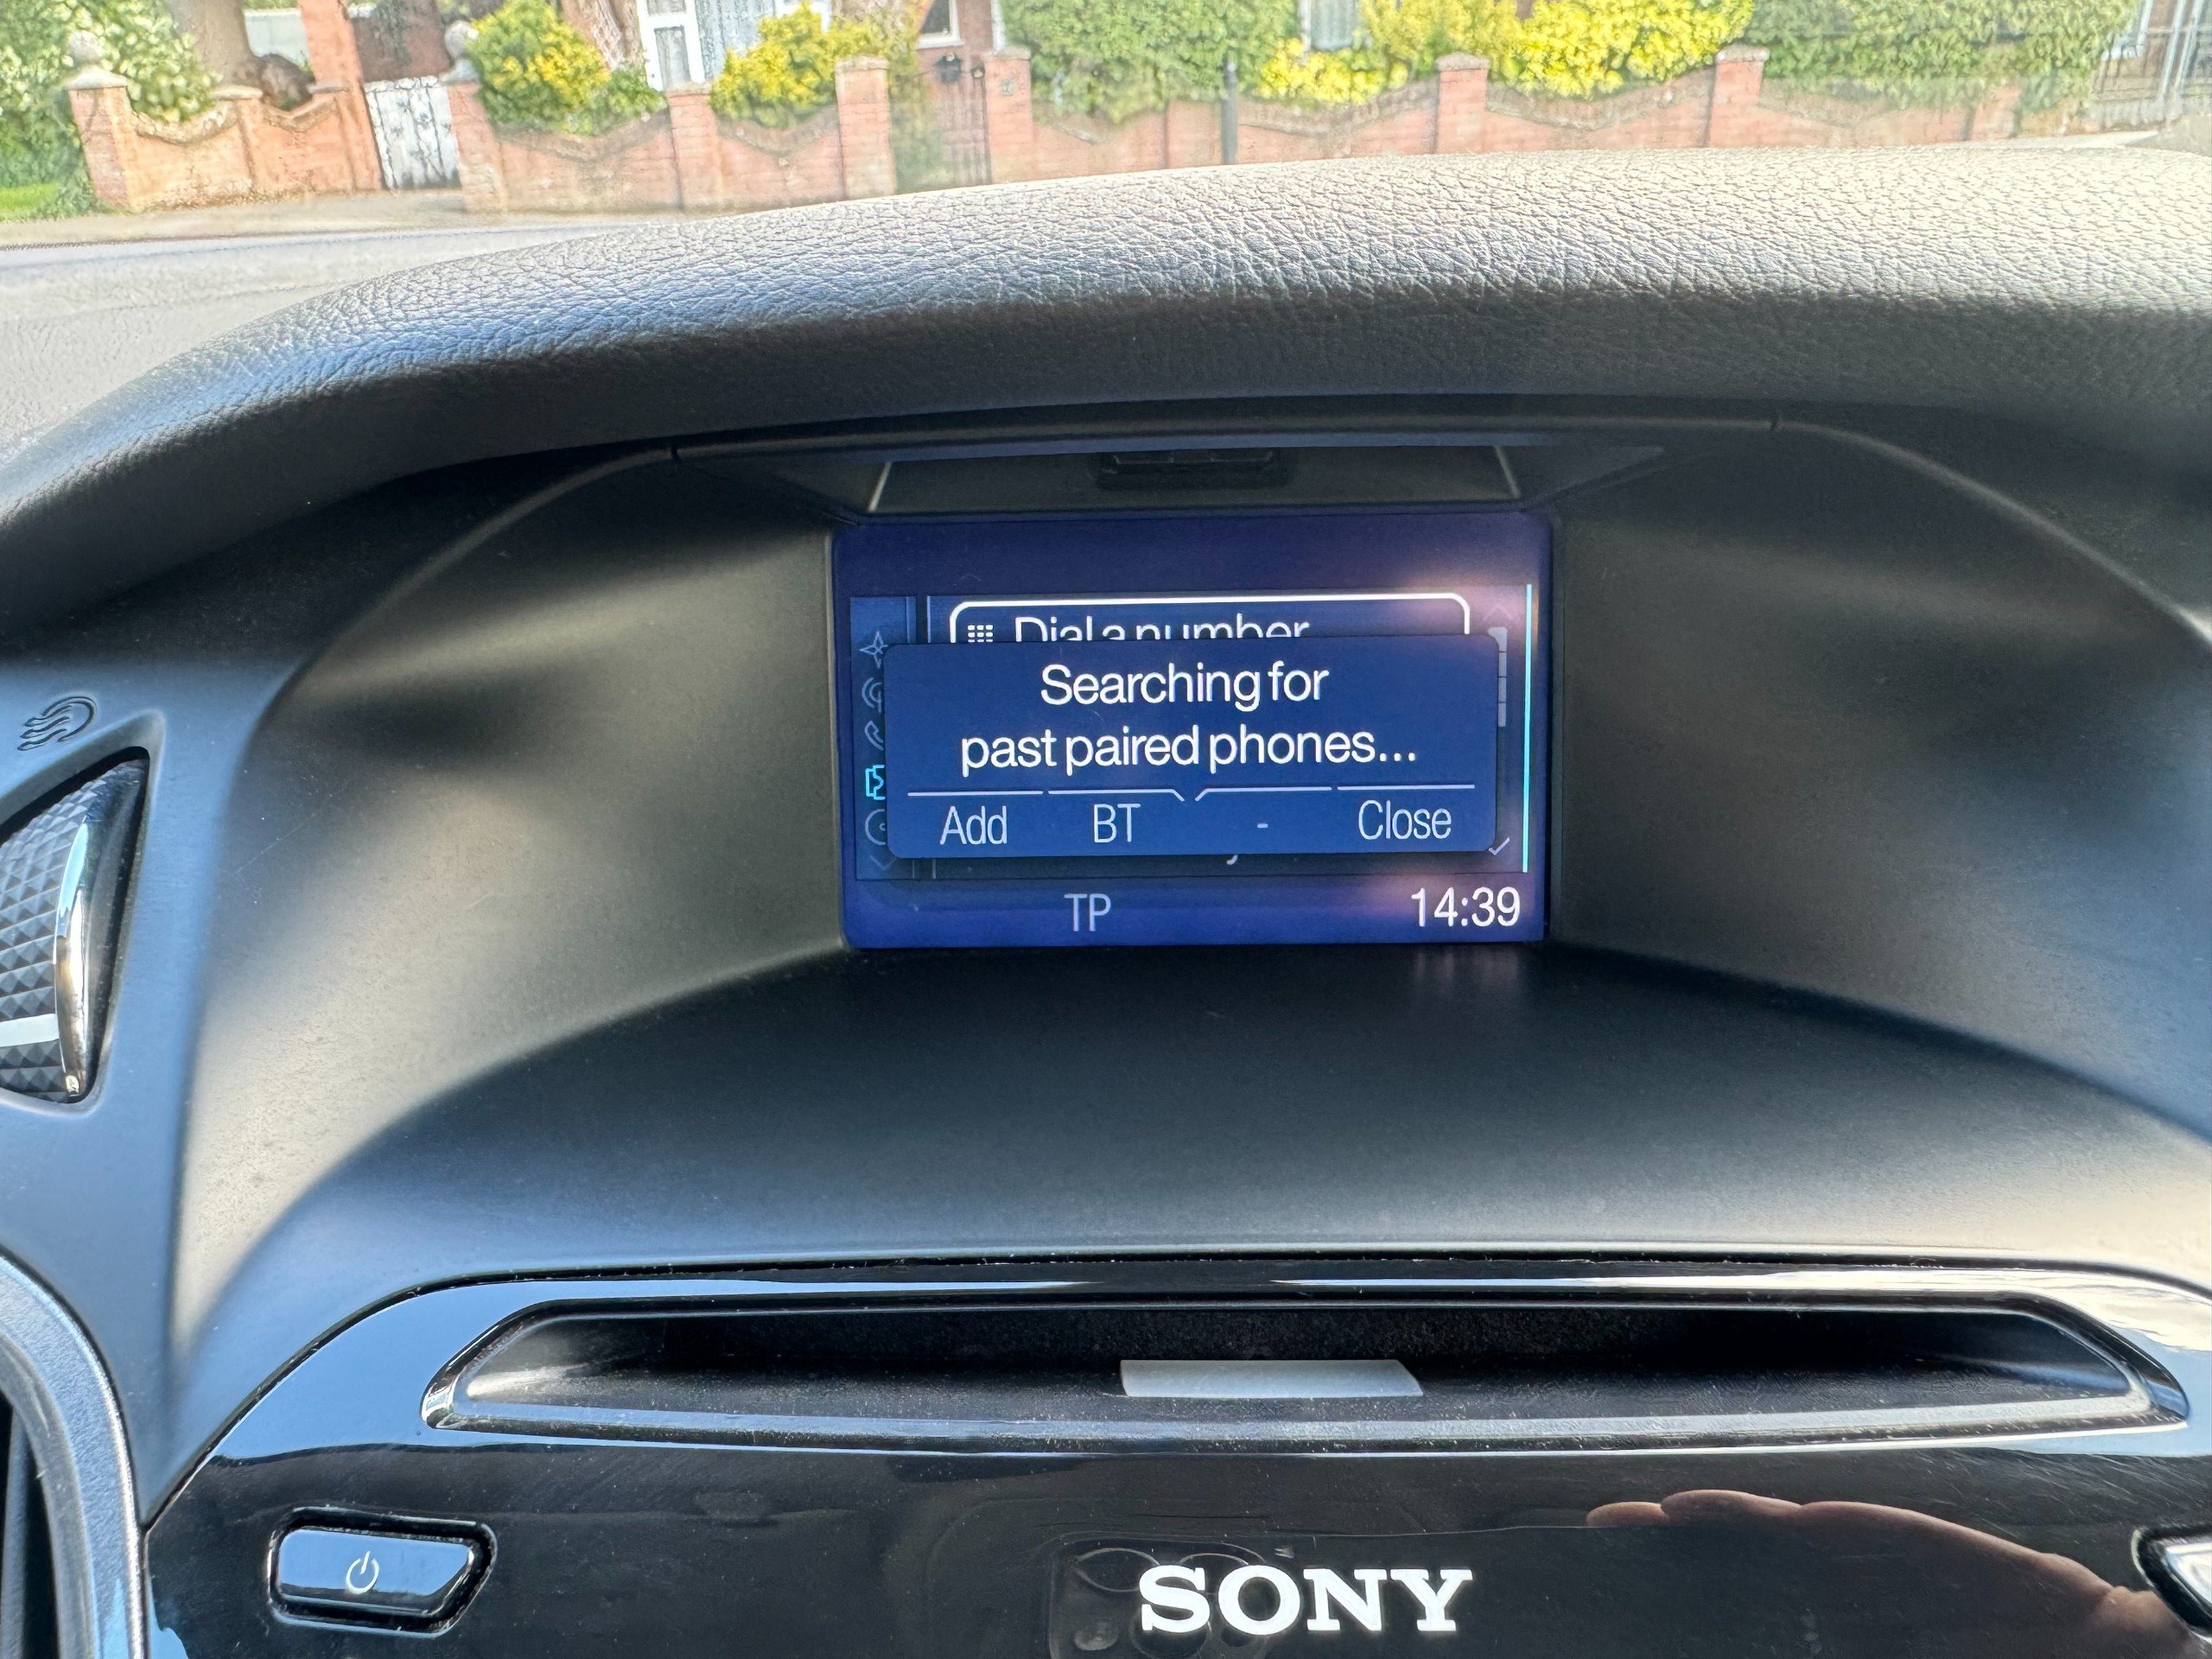 Dial a number
Searching for
past paired phones...
Add BT - Close
TP 14:39
SONY